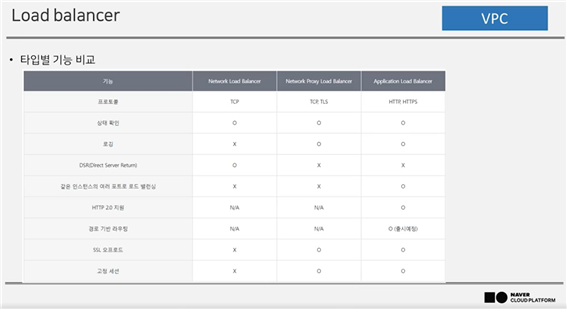 Load balancer
VPC
• 타입별 기능 비교
기능 Network Load Balancer Network Proxy Load Balancer Application Load Balancer
프로토콜 TCP TCP, TLS HTTP, HTTPS
상태 확인 O O O
로깅 X O O
DSR(Direct Server Return) O X X
같은 인스턴스의 여러 포트로 로드 밸런싱 X X O
HTTP 2.0 지원 N/A N/A O
경로 기반 라우팅 N/A N/A O (출시예정)
SSL 오프로드 X O O
고정 세션 X O O
NAVER
CLOUD PLATFORM